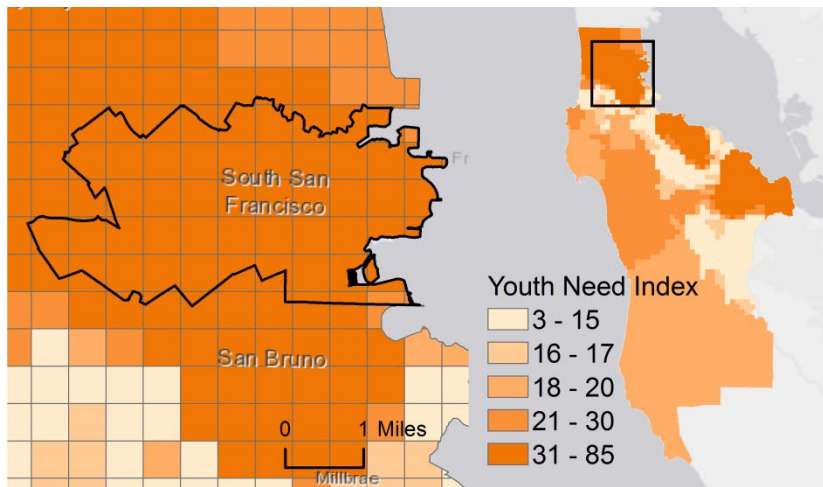 South San
Francisco
Fr
San Bruno
0 1 Miles
Millbrae
Youth Need Index
3 - 15
16 - 17
18 - 20
21 - 30
31 - 85